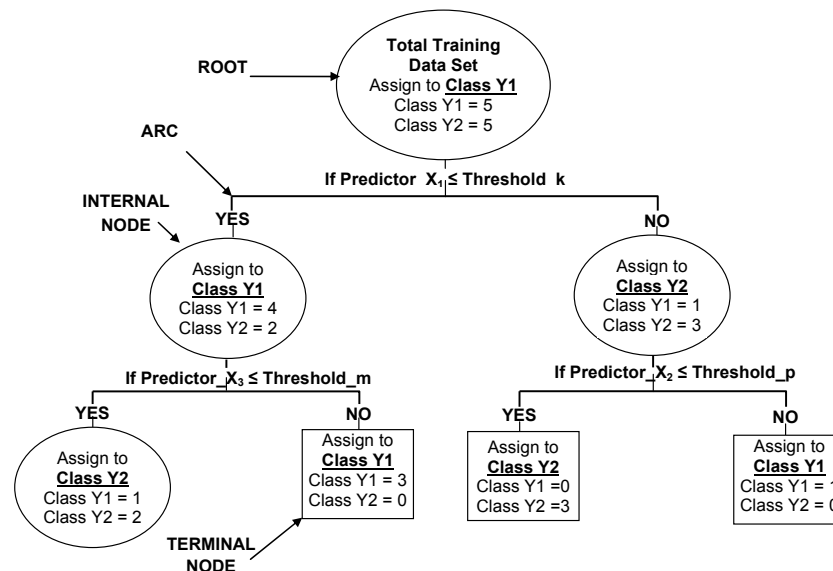 Total Training
Data Set
Assign to Class Y1
Class Y1 = 5
Class Y2 = 5
ROOT
ARC
If Predictor X₁ ≤ Threshold k
INTERNAL
NODE
YES
NO
Assign to
Class Y1
Class Y1 = 4
Class Y2 = 2
Assign to
Class Y2
Class Y1 = 1
Class Y2 = 3
If Predictor_X₃ ≤ Threshold_m
If Predictor_X₂ ≤ Threshold_p
YES
NO
YES
NO
Assign to
Class Y2
Class Y1 = 1
Class Y2 = 2
Assign to
Class Y1
Class Y1 = 3
Class Y2 = 0
Assign to
Class Y2
Class Y1 =0
Class Y2 =3
Assign to
Class Y1
Class Y1 = 1
Class Y2 = 0
TERMINAL
NODE